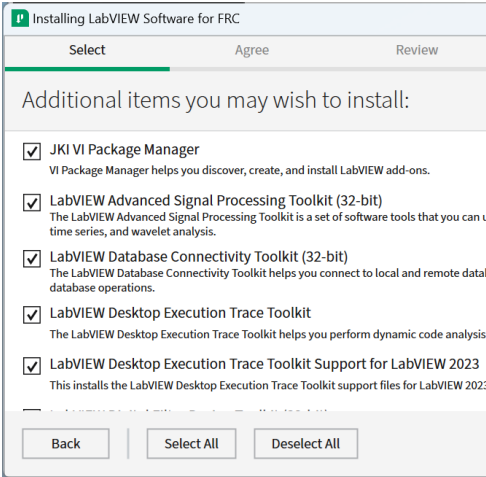 Installing LabVIEW Software for FRC
Select Agree Review
Additional items you may wish to install:
JKI VI Package Manager
VI Package Manager helps you discover, create, and install LabVIEW add-ons.
LabVIEW Advanced Signal Processing Toolkit (32-bit)
The LabVIEW Advanced Signal Processing Toolkit is a set of software tools that you can u
time series, and wavelet analysis.
LabVIEW Database Connectivity Toolkit (32-bit)
The LabVIEW Database Connectivity Toolkit helps you connect to local and remote data
database operations.
LabVIEW Desktop Execution Trace Toolkit
The LabVIEW Desktop Execution Trace Toolkit helps you perform dynamic code analysis
LabVIEW Desktop Execution Trace Toolkit Support for LabVIEW 2023
This installs the LabVIEW Desktop Execution Trace Toolkit support files for LabVIEW 2023
Back Select All Deselect All